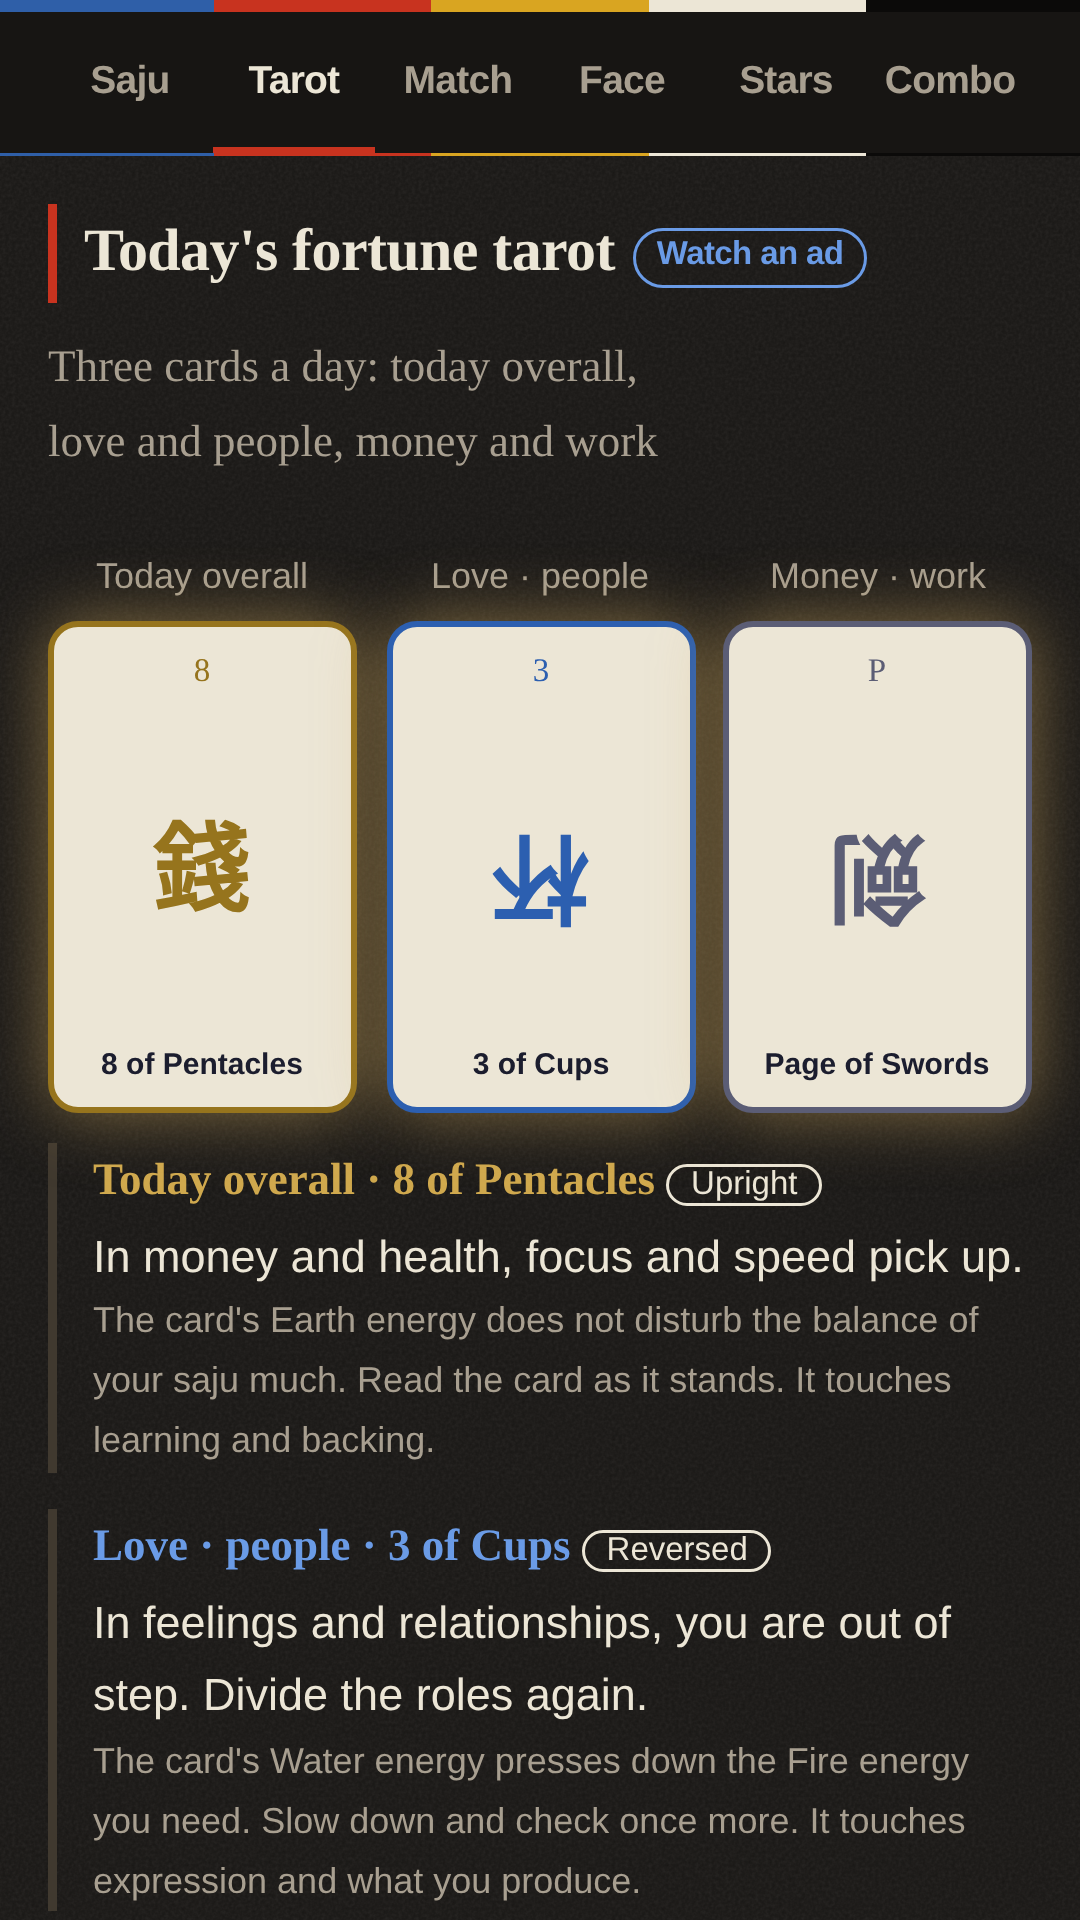 Saju Tarot Match Face Stars Combo
Today's fortune tarot Watch an ad
Three cards a day: today overall,
love and people, money and work
Today overall Love · people Money · work
8 3 P
錢 杯 劍
8 of Pentacles 3 of Cups Page of Swords
Today overall · 8 of Pentacles Upright
In money and health, focus and speed pick up.
The card's Earth energy does not disturb the balance of
your saju much. Read the card as it stands. It touches
learning and backing.
Love · people · 3 of Cups Reversed
In feelings and relationships, you are out of
step. Divide the roles again.
The card's Water energy presses down the Fire energy
you need. Slow down and check once more. It touches
expression and what you produce.